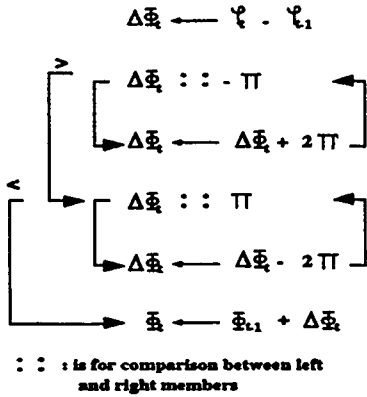 ΔΦₜ ← φₜ - φₜ₋₁
>
ΔΦₜ : : - Π
ΔΦₜ ← ΔΦₜ + 2Π
<
ΔΦₜ : : Π
ΔΦₜ ← ΔΦₜ - 2Π
Φₜ ← Φₜ₋₁ + ΔΦₜ
: : : is for comparison between left
and right members